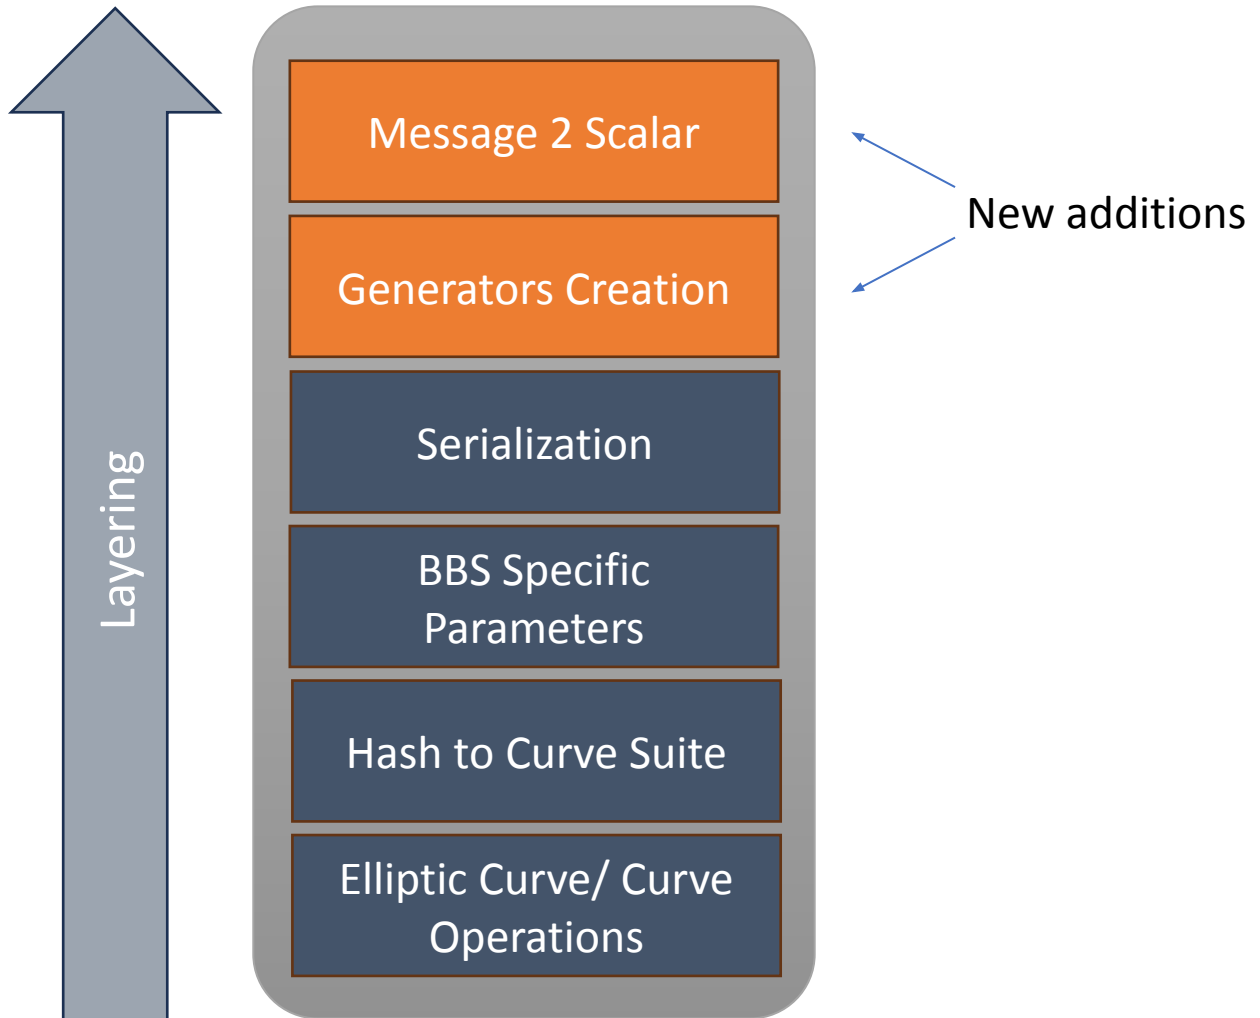 Layering
Message 2 Scalar
New additions
Generators Creation
Serialization
BBS Specific
Parameters
Hash to Curve Suite
Elliptic Curve/ Curve
Operations